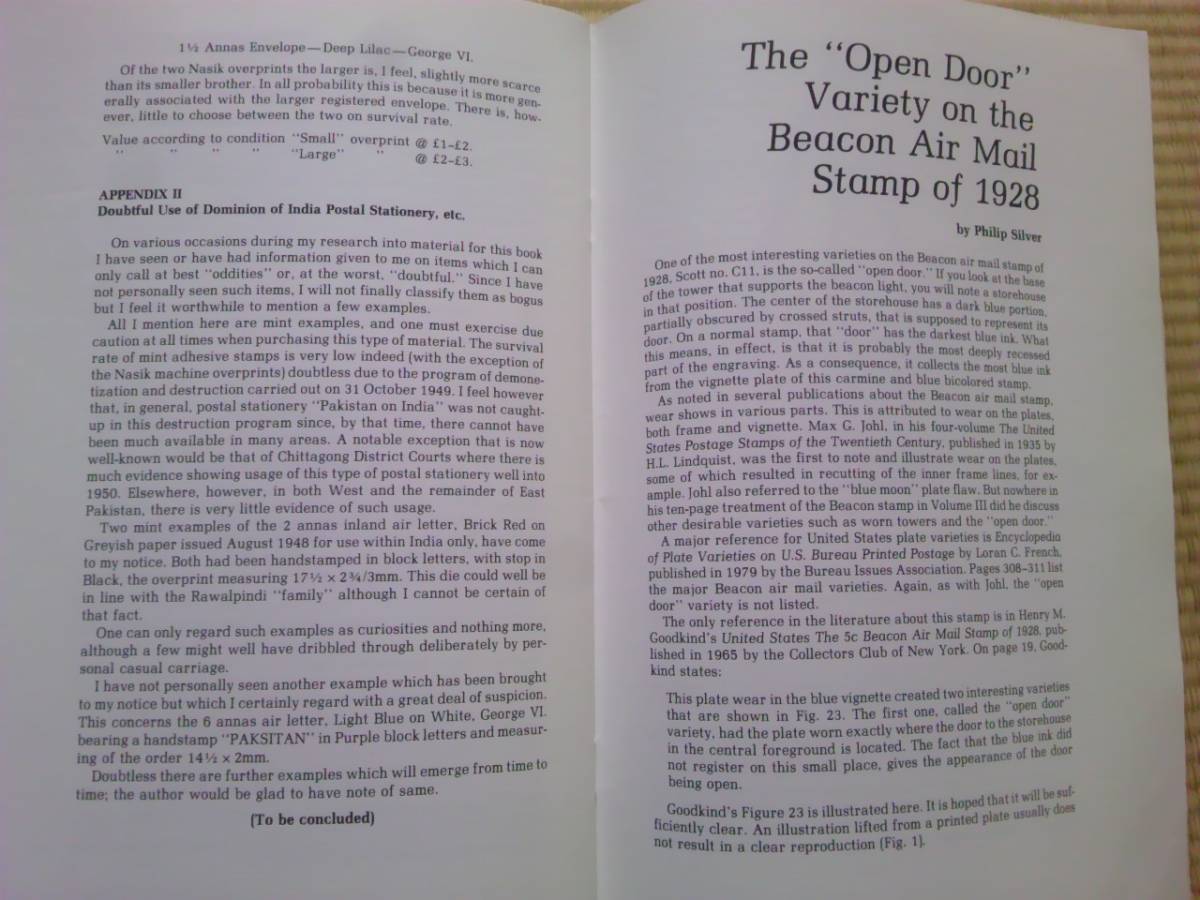 1½ Annas Envelope—Deep Lilac—George VI.
Of the two Nasik overprints the larger is, I feel, slightly more scarce
than its smaller brother. In all probability this is because it is more gen-
erally associated with the larger registered envelope. There is, how-
ever, little to choose between the two on survival rate.
Value according to condition "Small" overprint @ £1–£2.
" " " " "Large" " @ £2–£3.
APPENDIX II
Doubtful Use of Dominion of India Postal Stationery, etc.
On various occasions during my research into material for this book
I have seen or have had information given to me on items which I can
only call at best "oddities" or, at the worst, "doubtful." Since I have
not personally seen such items, I will not finally classify them as bogus
but I feel it worthwhile to mention a few examples.
All I mention here are mint examples, and one must exercise due
caution at all times when purchasing this type of material. The survival
rate of mint adhesive stamps is very low indeed (with the exception of
the Nasik machine overprints) doubtless due to the program of demone-
tization and destruction carried out on 31 October 1949. I feel however
that, in general, postal stationery "Pakistan on India" was not caught-
up in this destruction program since, by that time, there cannot have
been much available in many areas. A notable exception that is now
well-known would be that of Chittagong District Courts where there is
much evidence showing usage of this type of postal stationery well into
1950. Elsewhere, however, in both West and the remainder of East
Pakistan, there is very little evidence of such usage.
Two mint examples of the 2 annas inland air letter, Brick Red on
Greyish paper issued August 1948 for use within India only, have come
to my notice. Both had been handstamped in block letters, with stop in
Black, the overprint measuring 17½ × 2¾/3mm. This die could well be
in line with the Rawalpindi "family" although I cannot be certain of
that fact.
One can only regard such examples as curiosities and nothing more,
although a few might well have dribbled through deliberately by per-
sonal casual carriage.
I have not personally seen another example which has been brought
to my notice but which I certainly regard with a great deal of suspicion.
This concerns the 6 annas air letter, Light Blue on White, George VI.
bearing a handstamp "PAKSITAN" in Purple block letters and measur-
ing of the order 14½ × 2mm.
Doubtless there are further examples which will emerge from time to
time; the author would be glad to have note of same.
(To be concluded)
The "Open Door"
Variety on the
Beacon Air Mail
Stamp of 1928
by Philip Silver
One of the most interesting varieties on the Beacon air mail stamp of
1928, Scott no. C11, is the so-called "open door." If you look at the base
of the tower that supports the beacon light, you will note a storehouse
in that position. The center of the storehouse has a dark blue portion,
partially obscured by crossed struts, that is supposed to represent its
door. On a normal stamp, that "door" has the darkest blue ink. What
this means, in effect, is that it is probably the most deeply recessed
part of the engraving. As a consequence, it collects the most blue ink
from the vignette plate of this carmine and blue bicolored stamp.
As noted in several publications about the Beacon air mail stamp,
wear shows in various parts. This is attributed to wear on the plates,
both frame and vignette. Max G. Johl, in his four-volume The United
States Postage Stamps of the Twentieth Century, published in 1935 by
H.L. Lindquist, was the first to note and illustrate wear on the plates,
some of which resulted in recutting of the inner frame lines, for ex-
ample. Johl also referred to the "blue moon" plate flaw. But nowhere in
his ten-page treatment of the Beacon stamp in Volume III did he discuss
other desirable varieties such as worn towers and the "open door."
A major reference for United States plate varieties is Encyclopedia
of Plate Varieties on U.S. Bureau Printed Postage by Loran C. French,
published in 1979 by the Bureau Issues Association. Pages 308–311 list
the major Beacon air mail varieties. Again, as with Johl, the "open
door" variety is not listed.
The only reference in the literature about this stamp is in Henry M.
Goodkind's United States The 5c Beacon Air Mail Stamp of 1928, pub-
lished in 1965 by the Collectors Club of New York. On page 19, Good-
kind states:
This plate wear in the blue vignette created two interesting varieties
that are shown in Fig. 23. The first one, called the "open door"
variety, had the plate worn exactly where the door to the storehouse
in the central foreground is located. The fact that the blue ink did
not register on this small place, gives the appearance of the door
being open.
Goodkind's Figure 23 is illustrated here. It is hoped that it will be suf-
ficiently clear. An illustration lifted from a printed plate usually does
not result in a clear reproduction (Fig. 1).